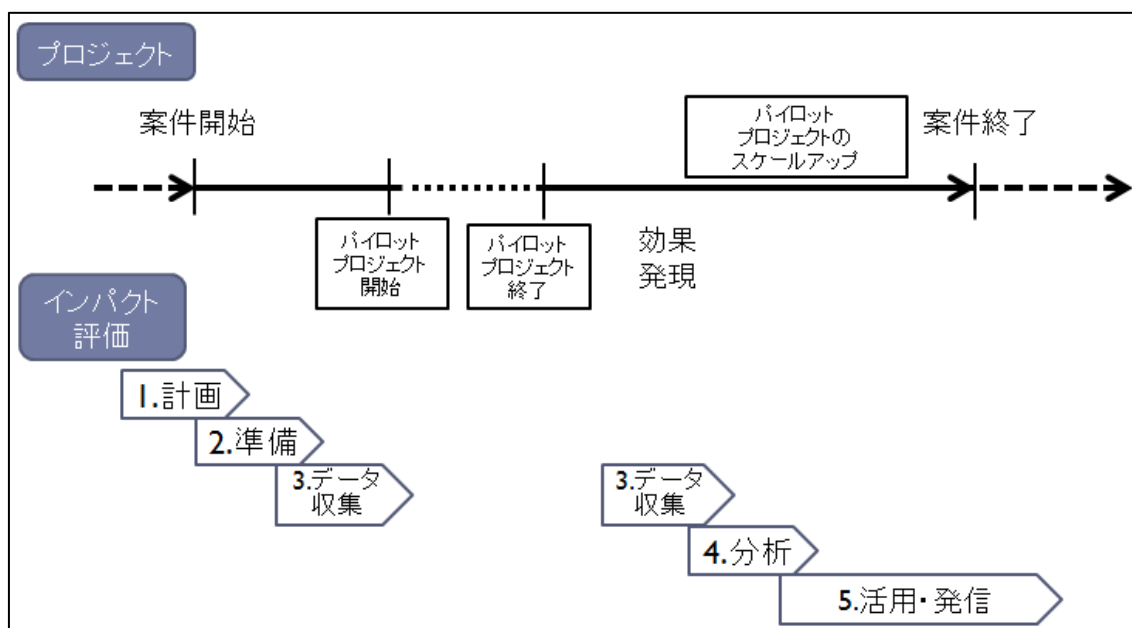 プロジェクト
案件開始
パイロット
プロジェクトの
スケールアップ
案件終了
パイロット
プロジェクト
開始
パイロット
プロジェクト
終了
効果
発現
インパクト
評価
1.計画
2.準備
3.データ
収集
3.データ
収集
4.分析
5.活用・発信